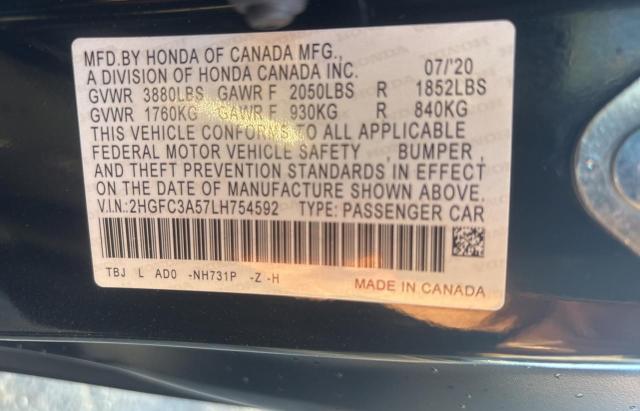 MFD.BY HONDA OF CANADA MFG.,
A DIVISION OF HONDA CANADA INC. 07/'20
GVWR 3880LBS GAWR F 2050LBS R 1852LBS
GVWR 1760KG GAWR F 930KG R 840KG
THIS VEHICLE CONFORMS TO ALL APPLICABLE
FEDERAL MOTOR VEHICLE SAFETY , BUMPER ,
AND THEFT PREVENTION STANDARDS IN EFFECT
ON THE DATE OF MANUFACTURE SHOWN ABOVE.
V.I.N.:2HGFC3A57LH754592 TYPE: PASSENGER CAR
TBJ L AD0 -NH731P -Z -H
MADE IN CANADA